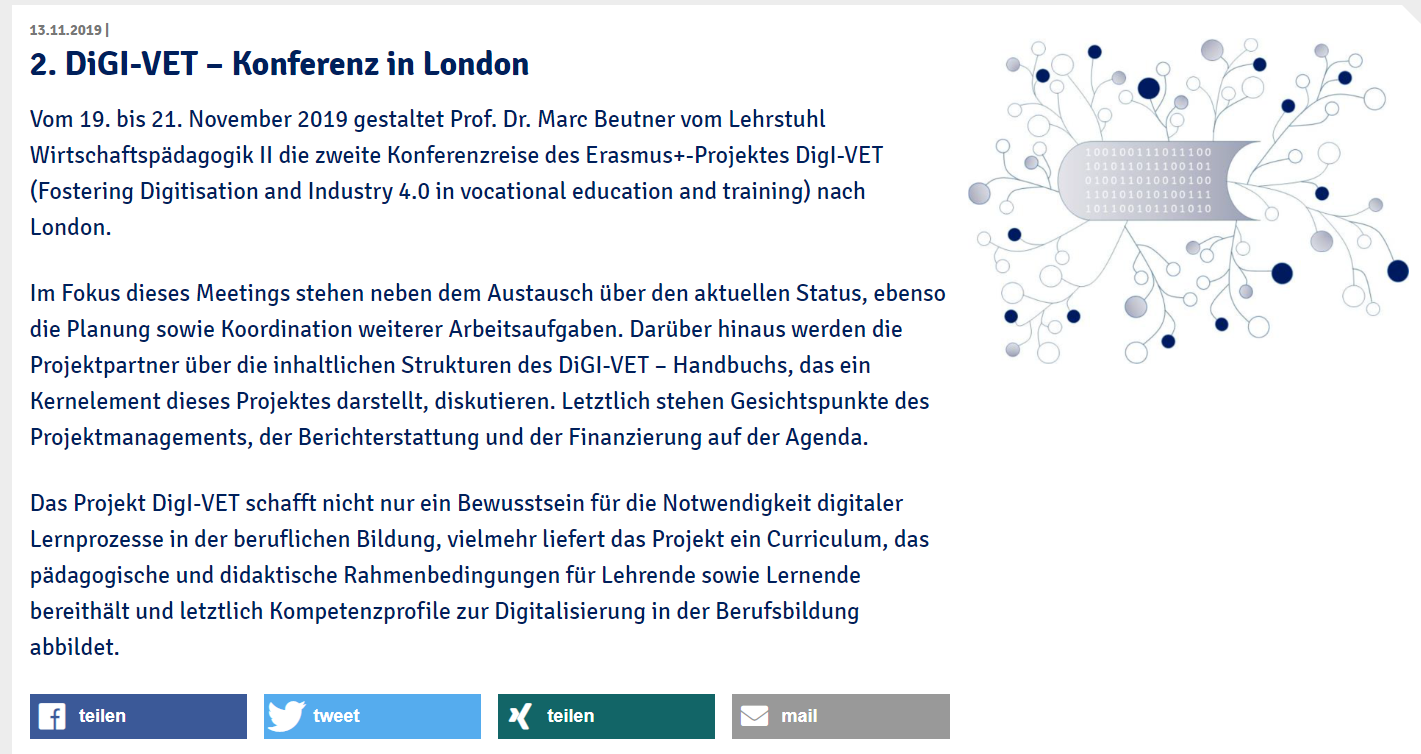 13.11.2019 |
2. DiGI-VET – Konferenz in London
Vom 19. bis 21. November 2019 gestaltet Prof. Dr. Marc Beutner vom Lehrstuhl
Wirtschaftspädagogik II die zweite Konferenzreise des Erasmus+-Projektes DigI-VET
(Fostering Digitisation and Industry 4.0 in vocational education and training) nach
London.
Im Fokus dieses Meetings stehen neben dem Austausch über den aktuellen Status, ebenso
die Planung sowie Koordination weiterer Arbeitsaufgaben. Darüber hinaus werden die
Projektpartner über die inhaltlichen Strukturen des DiGI-VET – Handbuchs, das ein
Kernelement dieses Projektes darstellt, diskutieren. Letztlich stehen Gesichtspunkte des
Projektmanagements, der Berichterstattung und der Finanzierung auf der Agenda.
Das Projekt DigI-VET schafft nicht nur ein Bewusstsein für die Notwendigkeit digitaler
Lernprozesse in der beruflichen Bildung, vielmehr liefert das Projekt ein Curriculum, das
pädagogische und didaktische Rahmenbedingungen für Lehrende sowie Lernende
bereithält und letztlich Kompetenzprofile zur Digitalisierung in der Berufsbildung
abbildet.
teilen
tweet
teilen
mail
100100111011100
101011011100101
010011010010100
110101010100111
101100101101010